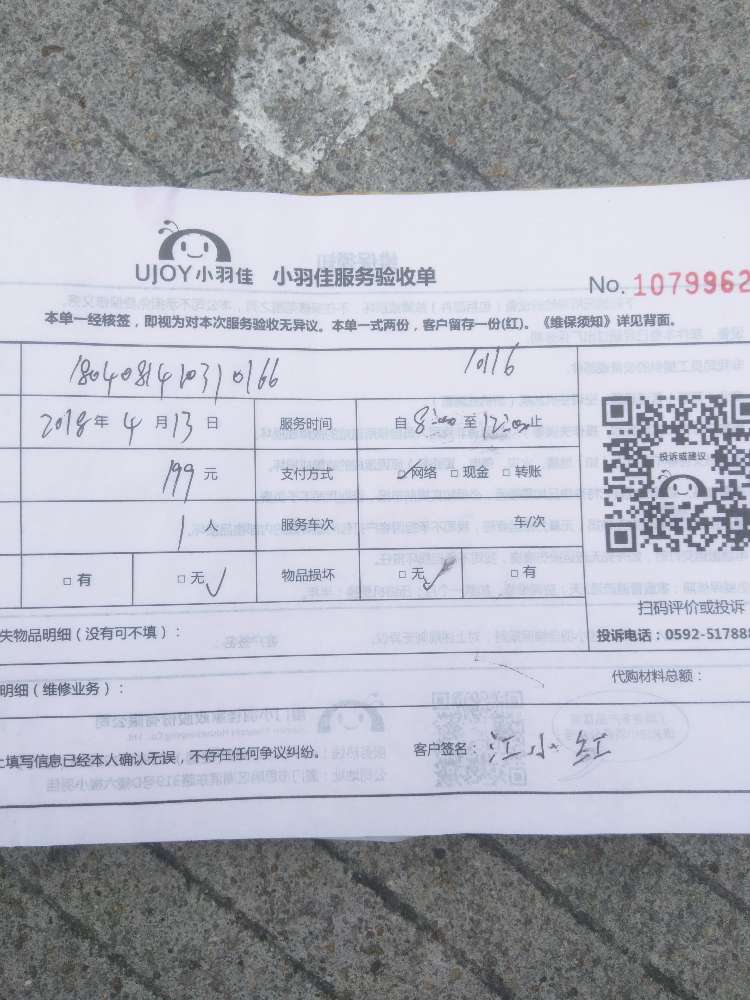 UJOY小羽佳 小羽佳服务验收单
No. 1079962
本单一经核签，即视为对本次服务验收无异议。本单一式两份，客户留存一份(红)。《维保须知》详见背面。
1804081410310166 10116
2018年 4 月 13 日 服务时间 自 8:00 至 12:00 止
投诉或建议
199 元 支付方式 □网络 □现金 □转账
1 人 服务车次 车/次
□有 □无 物品损坏 □无 □有
扫码评价或投诉
失物品明细（没有可不填）：
投诉电话：0592-517888
明细（维修业务）： 代购材料总额：
上填写信息已经本人确认无误，不存在任何争议纠纷。 客户签名：江小红